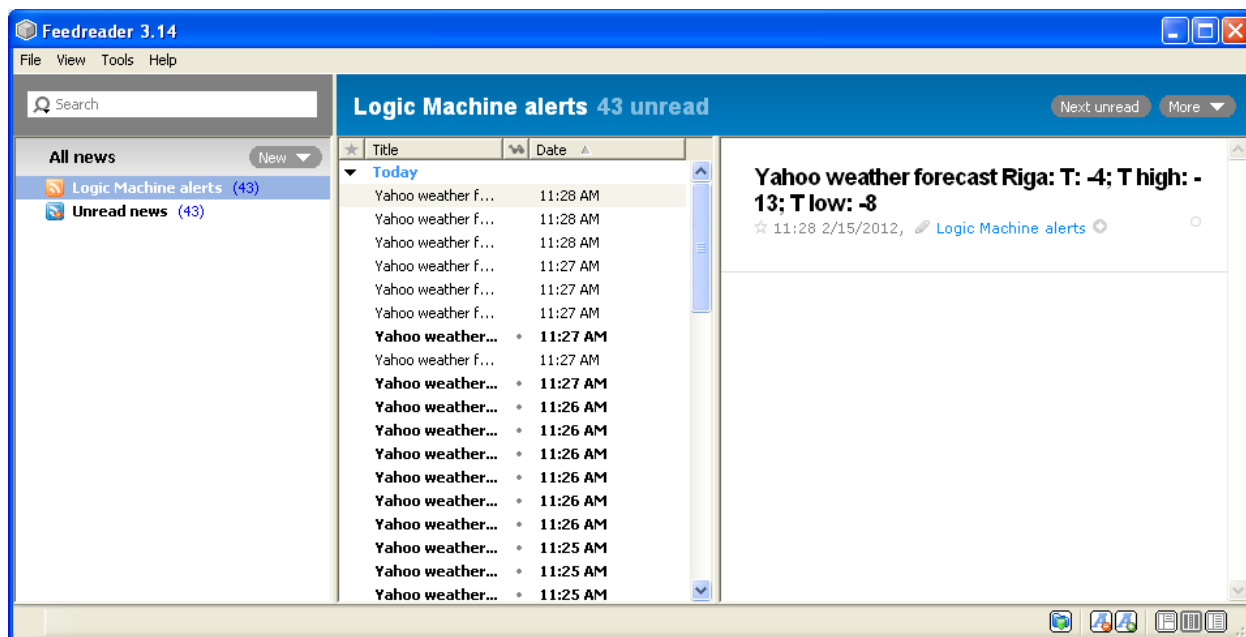 Feedreader 3.14
File View Tools Help
Search
Logic Machine alerts 43 unread
Next unread
More
All news
New
Logic Machine alerts (43)
Unread news (43)
Title Date
Today
Yahoo weather f... 11:28 AM
Yahoo weather f... 11:28 AM
Yahoo weather f... 11:28 AM
Yahoo weather f... 11:27 AM
Yahoo weather f... 11:27 AM
Yahoo weather f... 11:27 AM
Yahoo weather... 11:27 AM
Yahoo weather f... 11:27 AM
Yahoo weather... 11:27 AM
Yahoo weather... 11:26 AM
Yahoo weather... 11:26 AM
Yahoo weather... 11:26 AM
Yahoo weather... 11:26 AM
Yahoo weather... 11:26 AM
Yahoo weather... 11:26 AM
Yahoo weather... 11:25 AM
Yahoo weather... 11:25 AM
Yahoo weather... 11:25 AM
Yahoo weather forecast Riga: T: -4; T high: -
13; T low: -8
11:28 2/15/2012, Logic Machine alerts